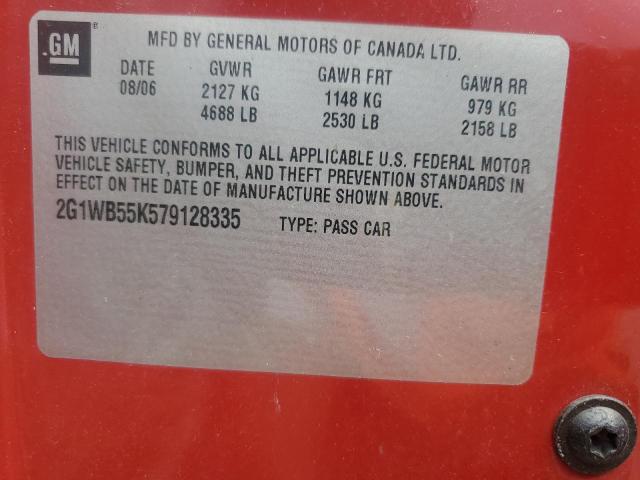 GM ®
MFD BY GENERAL MOTORS OF CANADA LTD.
DATE GVWR GAWR FRT GAWR RR
08/06 2127 KG 1148 KG 979 KG
4688 LB 2530 LB 2158 LB
THIS VEHICLE CONFORMS TO ALL APPLICABLE U.S. FEDERAL MOTOR
VEHICLE SAFETY, BUMPER, AND THEFT PREVENTION STANDARDS IN
EFFECT ON THE DATE OF MANUFACTURE SHOWN ABOVE.
2G1WB55K579128335 TYPE: PASS CAR